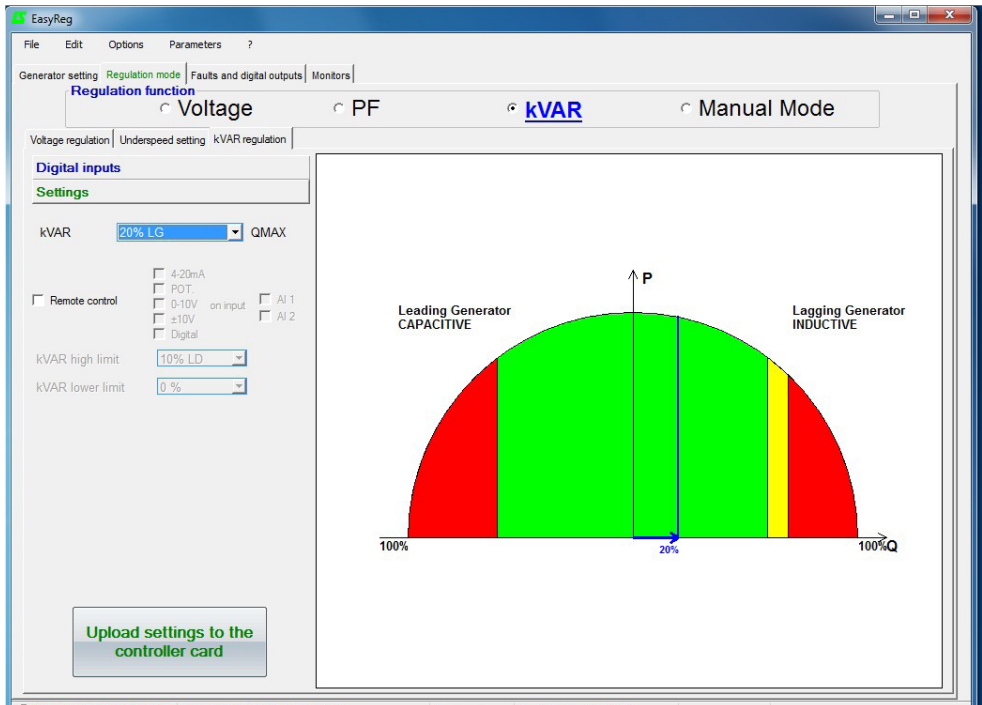 EasyReg
File Edit Options Parameters ?
Generator setting Regulation mode Faults and digital outputs Monitors
Regulation function
Voltage PF kVAR Manual Mode
Voltage regulation Underspeed setting kVAR regulation
Digital inputs
Settings
kVAR 20% LG QMAX
Remote control
4-20mA
POT.
0-10V
±10V
Digital
on input
AI 1
AI 2
kVAR high limit 10% LD
kVAR lower limit 0 %
Upload settings to the
controller card
P
Leading Generator
CAPACITIVE
Lagging Generator
INDUCTIVE
100%
20%
100%Q